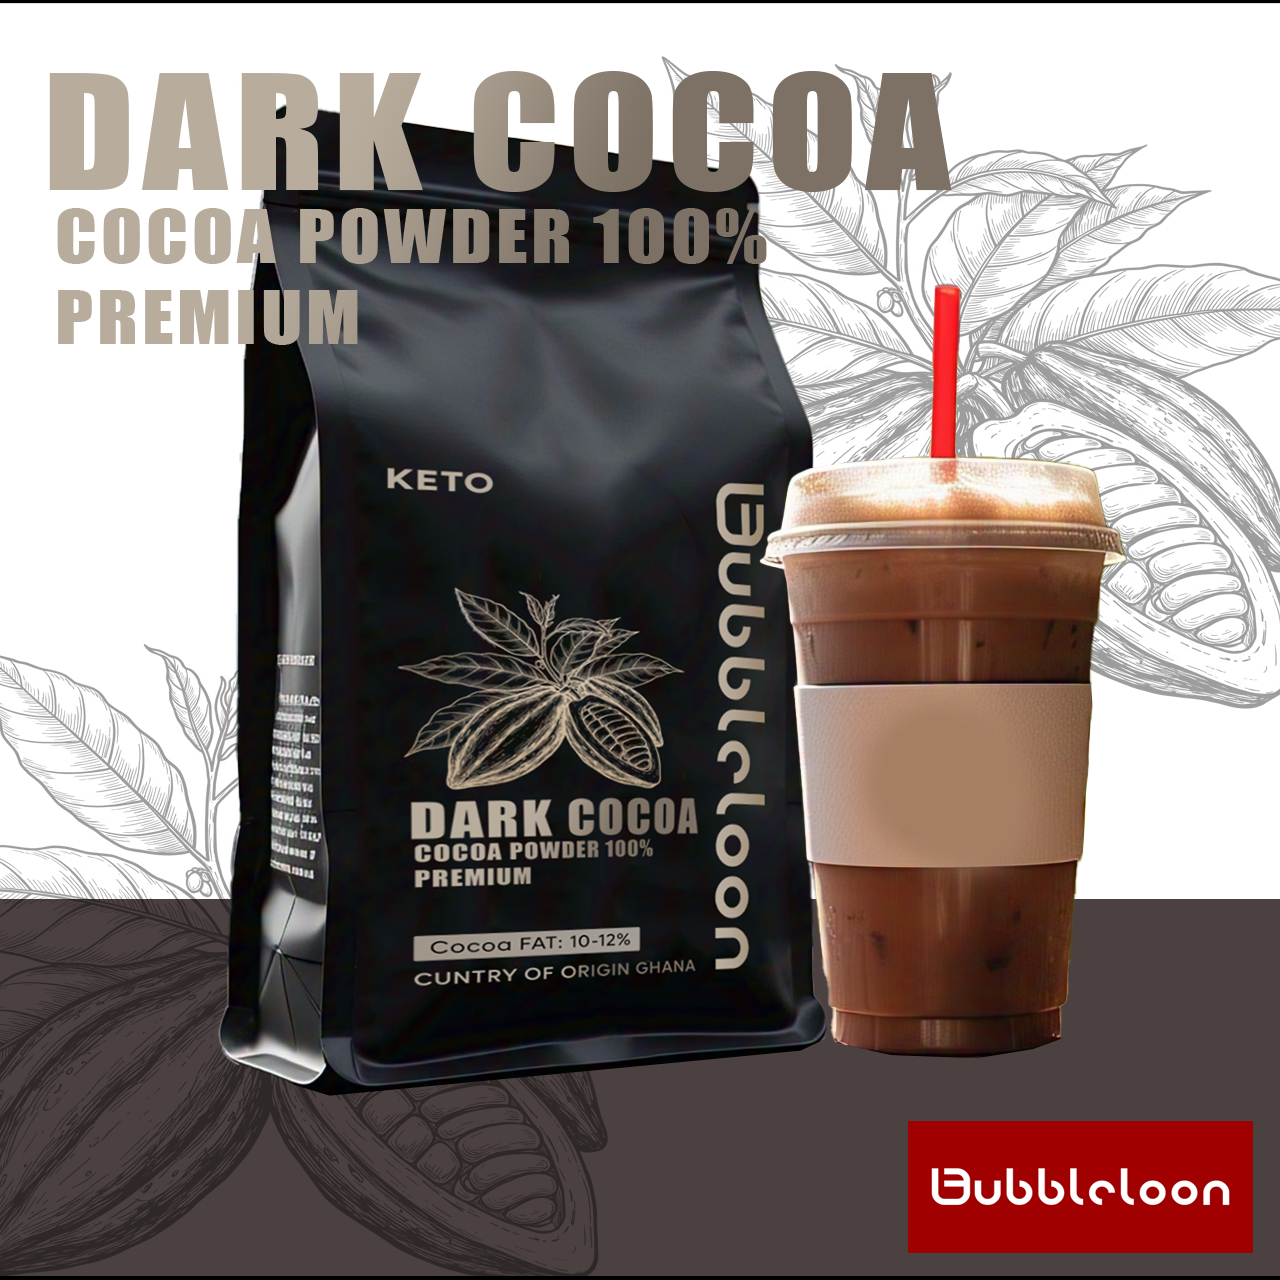 DARK COCOA
COCOA POWDER 100%
PREMIUM
KETO
Bubbleloon
DARK COCOA
COCOA POWDER 100%
PREMIUM
Cocoa FAT: 10-12%
CUNTRY OF ORIGIN GHANA
Bubbleloon